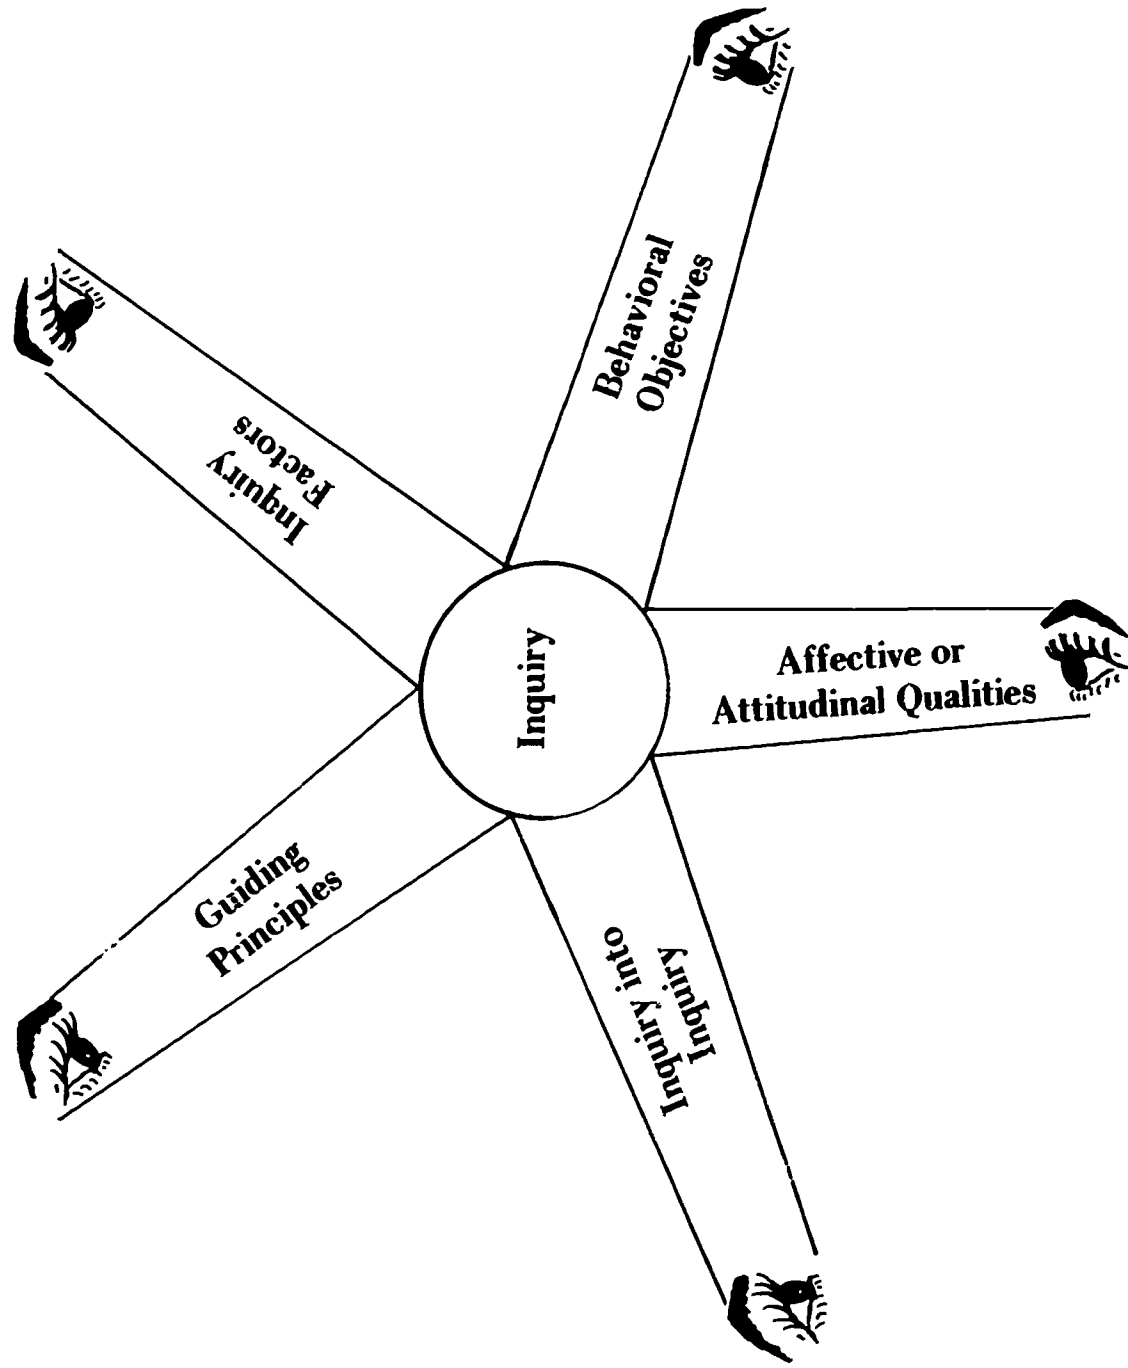 Behavioral
Objectives
Inquiry
Factors
Inquiry
Affective or
Attitudinal Qualities
Guiding
Principles
Inquiry into
Inquiry